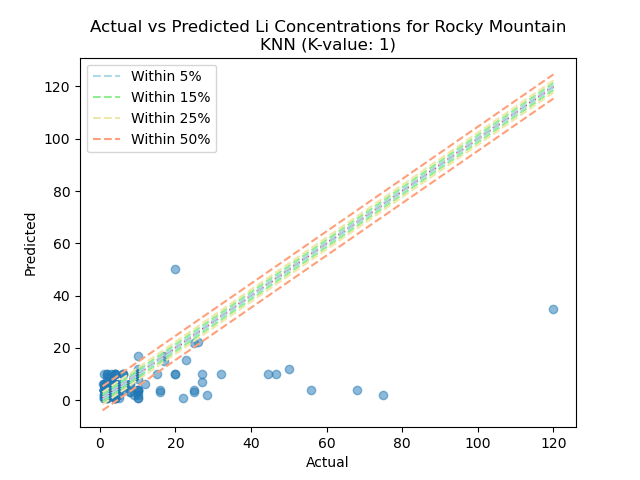 Actual vs Predicted Li Concentrations for Rocky Mountain
KNN (K-value: 1)
Within 5%
Within 15%
Within 25%
Within 50%
120
100
80
60
40
20
0
Predicted
0 20 40 60 80 100 120
Actual